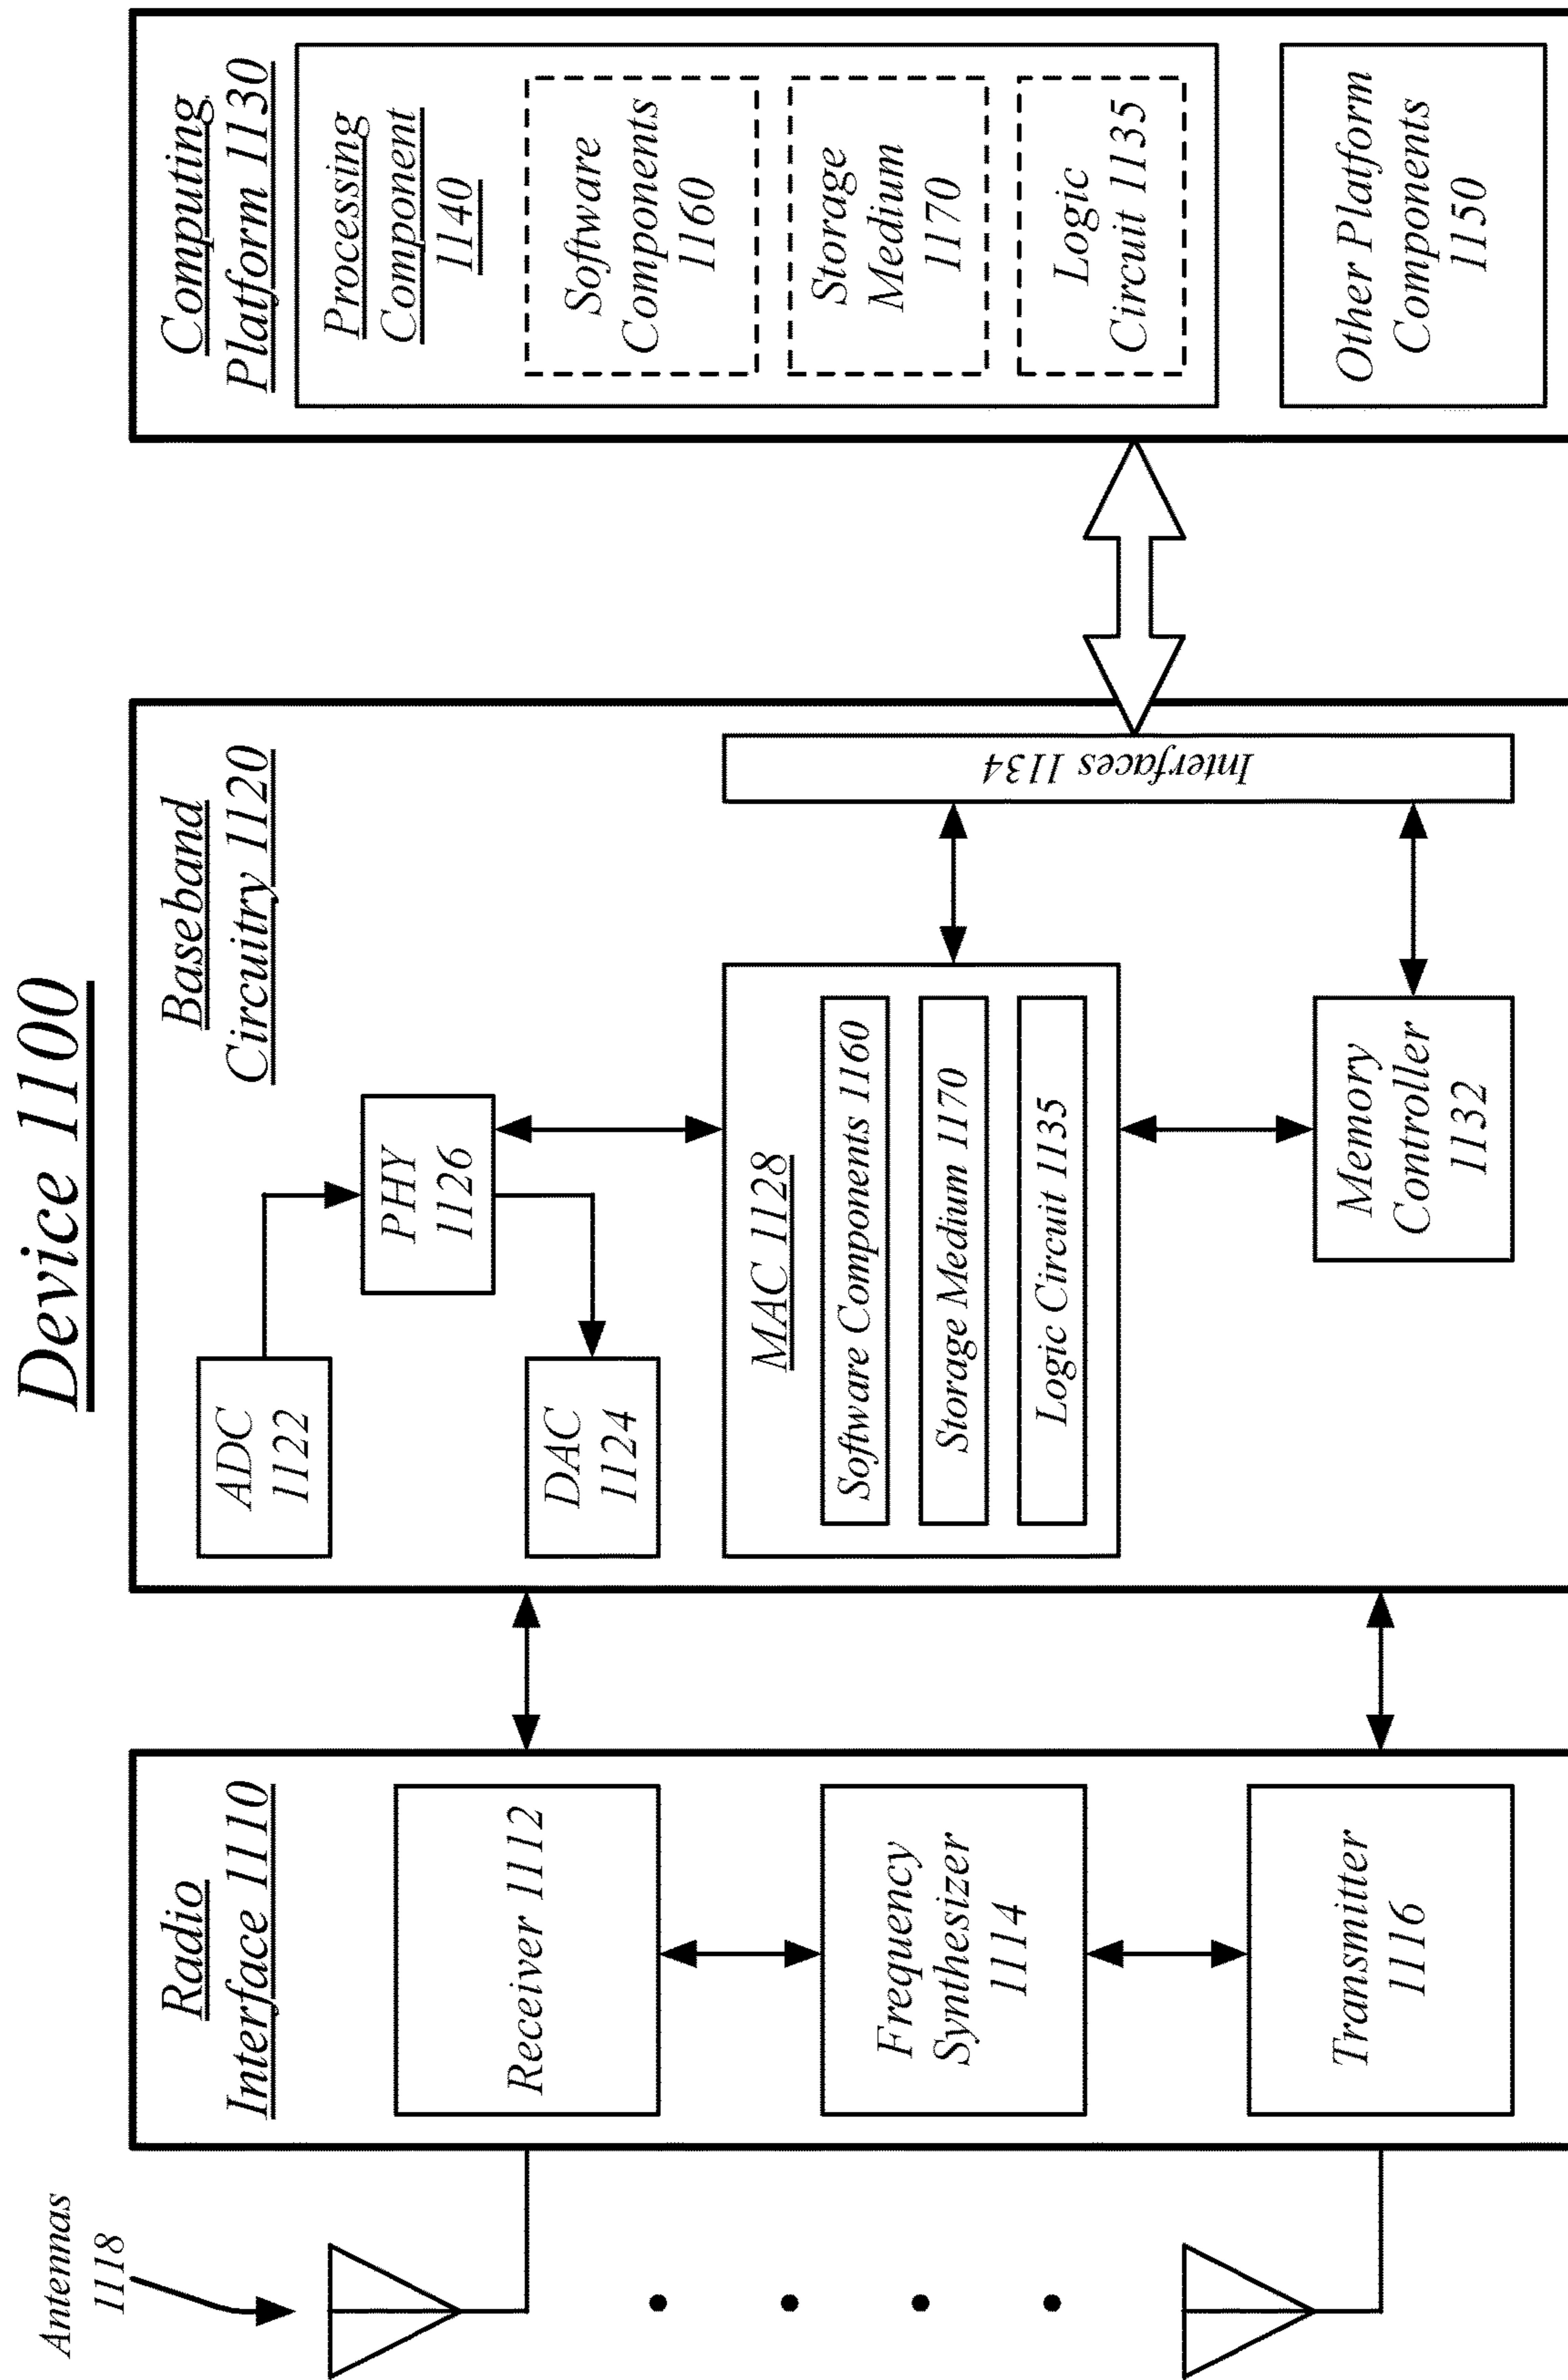 Device 1100
Antennas
1118
Radio
Interface 1110
Receiver 1112
Frequency
Synthesizer
1114
Transmitter
1116
Baseband
Circuitry 1120
ADC
1122
PHY
1126
DAC
1124
MAC 1128
Software Components 1160
Storage Medium 1170
Logic Circuit 1135
Memory
Controller
1132
Interfaces 1134
Computing
Platform 1130
Processing
Component
1140
Software
Components
1160
Storage
Medium
1170
Logic
Circuit 1135
Other Platform
Components
1150